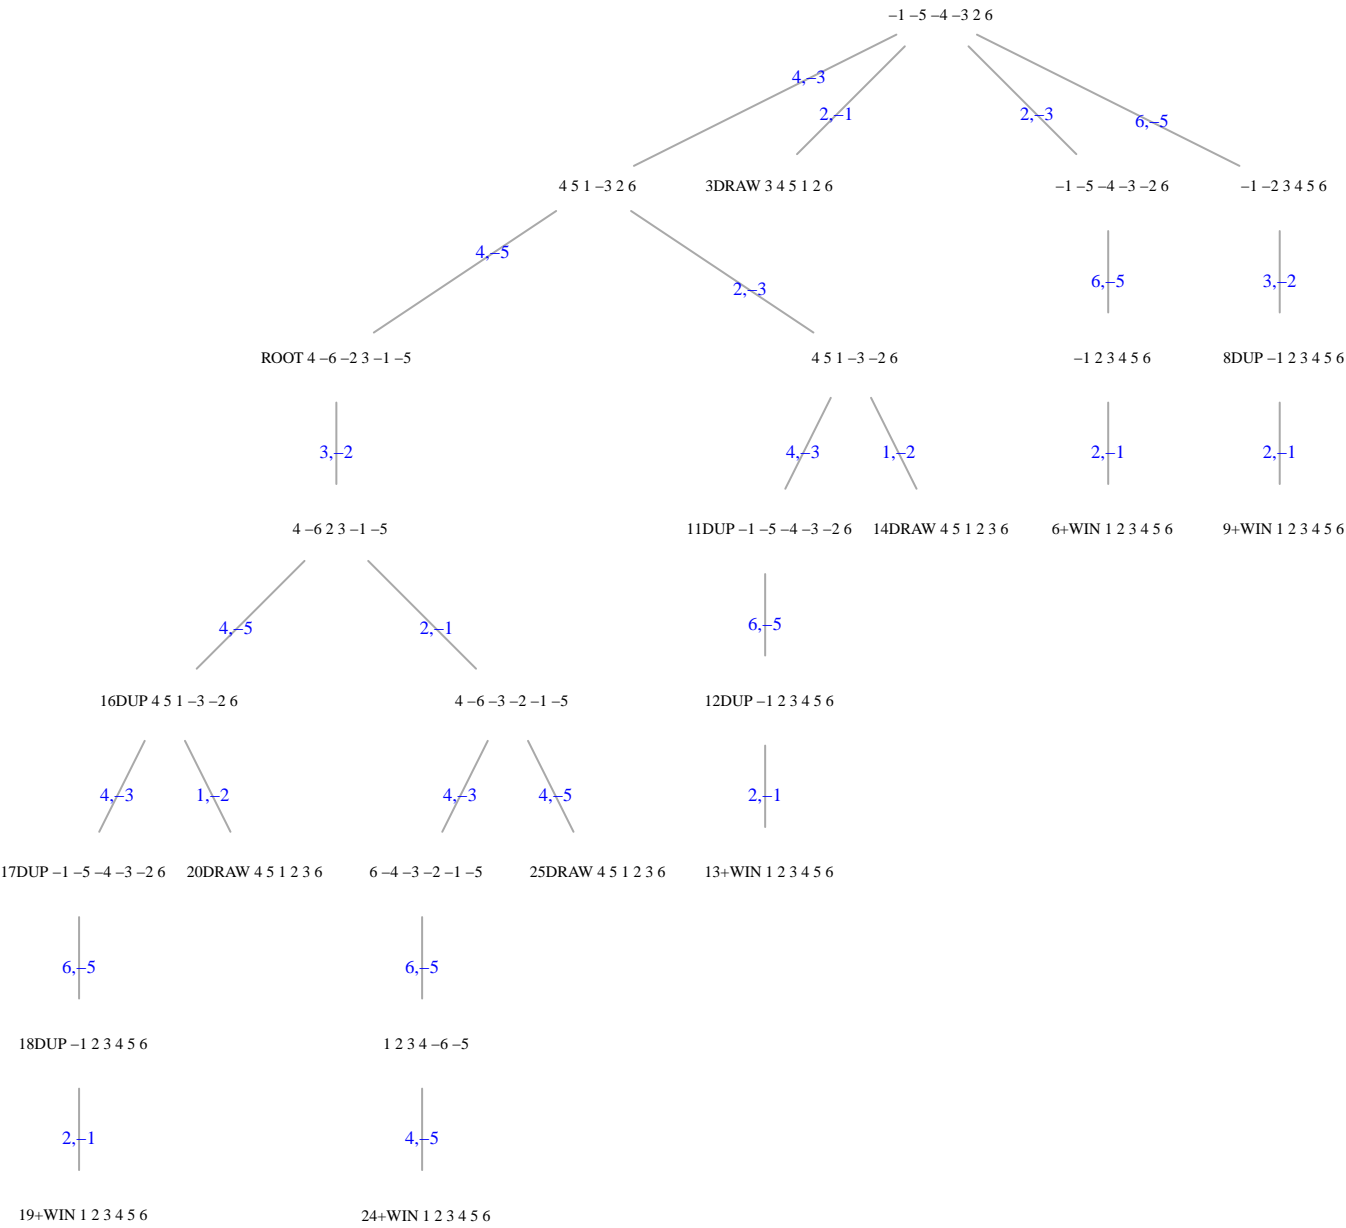 –1 –5 –4 –3 2 6
4,–3
2,–1
2,–3
6,–5
4 5 1 –3 2 6
3DRAW 3 4 5 1 2 6
–1 –5 –4 –3 –2 6
–1 –2 3 4 5 6
4,–5
2,–3
6,–5
3,–2
ROOT 4 –6 –2 3 –1 –5
4 5 1 –3 –2 6
–1 2 3 4 5 6
8DUP –1 2 3 4 5 6
3,–2
4,–3
1,–2
2,–1
2,–1
4 –6 2 3 –1 –5
11DUP –1 –5 –4 –3 –2 6
14DRAW 4 5 1 2 3 6
6+WIN 1 2 3 4 5 6
9+WIN 1 2 3 4 5 6
4,–5
2,–1
6,–5
16DUP 4 5 1 –3 –2 6
4 –6 –3 –2 –1 –5
12DUP –1 2 3 4 5 6
4,–3
1,–2
4,–3
4,–5
2,–1
17DUP –1 –5 –4 –3 –2 6
20DRAW 4 5 1 2 3 6
6 –4 –3 –2 –1 –5
25DRAW 4 5 1 2 3 6
13+WIN 1 2 3 4 5 6
6,–5
6,–5
18DUP –1 2 3 4 5 6
1 2 3 4 –6 –5
2,–1
4,–5
19+WIN 1 2 3 4 5 6
24+WIN 1 2 3 4 5 6